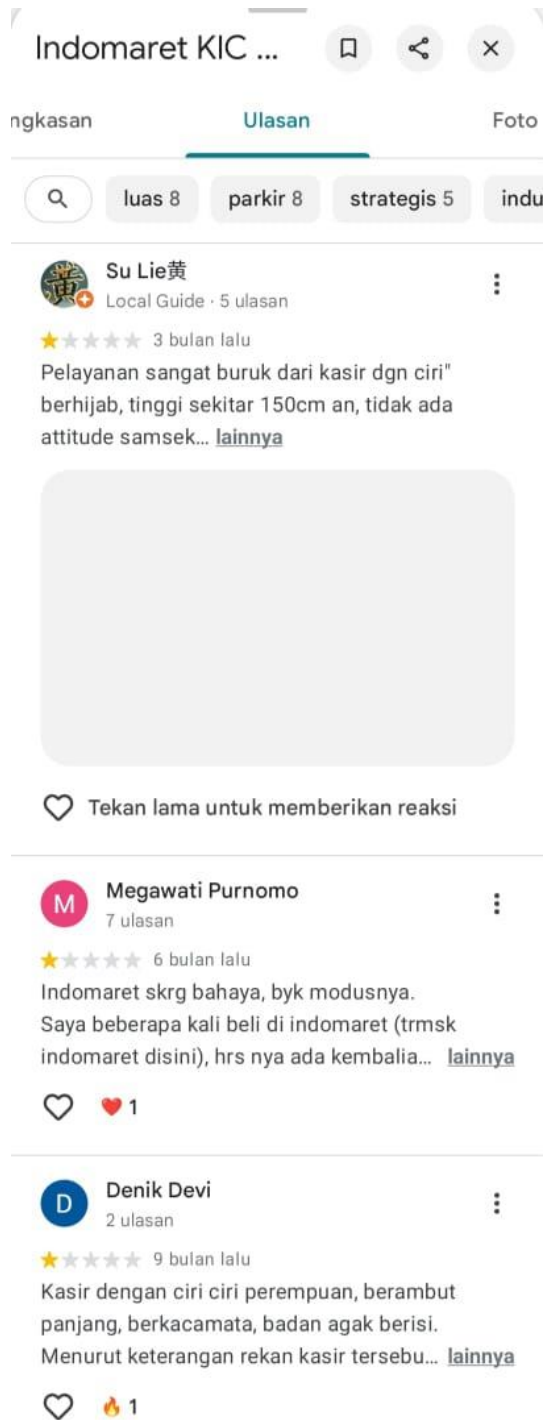 Indomaret KIC ...
ngkasan Ulasan Foto
luas 8 parkir 8 strategis 5 indu
Su Lie黄
Local Guide · 5 ulasan
3 bulan lalu
Pelayanan sangat buruk dari kasir dgn ciri"
berhijab, tinggi sekitar 150cm an, tidak ada
attitude samsek... lainnya
Tekan lama untuk memberikan reaksi
M Megawati Purnomo
7 ulasan
6 bulan lalu
Indomaret skrg bahaya, byk modusnya.
Saya beberapa kali beli di indomaret (trmsk
indomaret disini), hrs nya ada kembalia... lainnya
1
D Denik Devi
2 ulasan
9 bulan lalu
Kasir dengan ciri ciri perempuan, berambut
panjang, berkacamata, badan agak berisi.
Menurut keterangan rekan kasir tersebu... lainnya
1